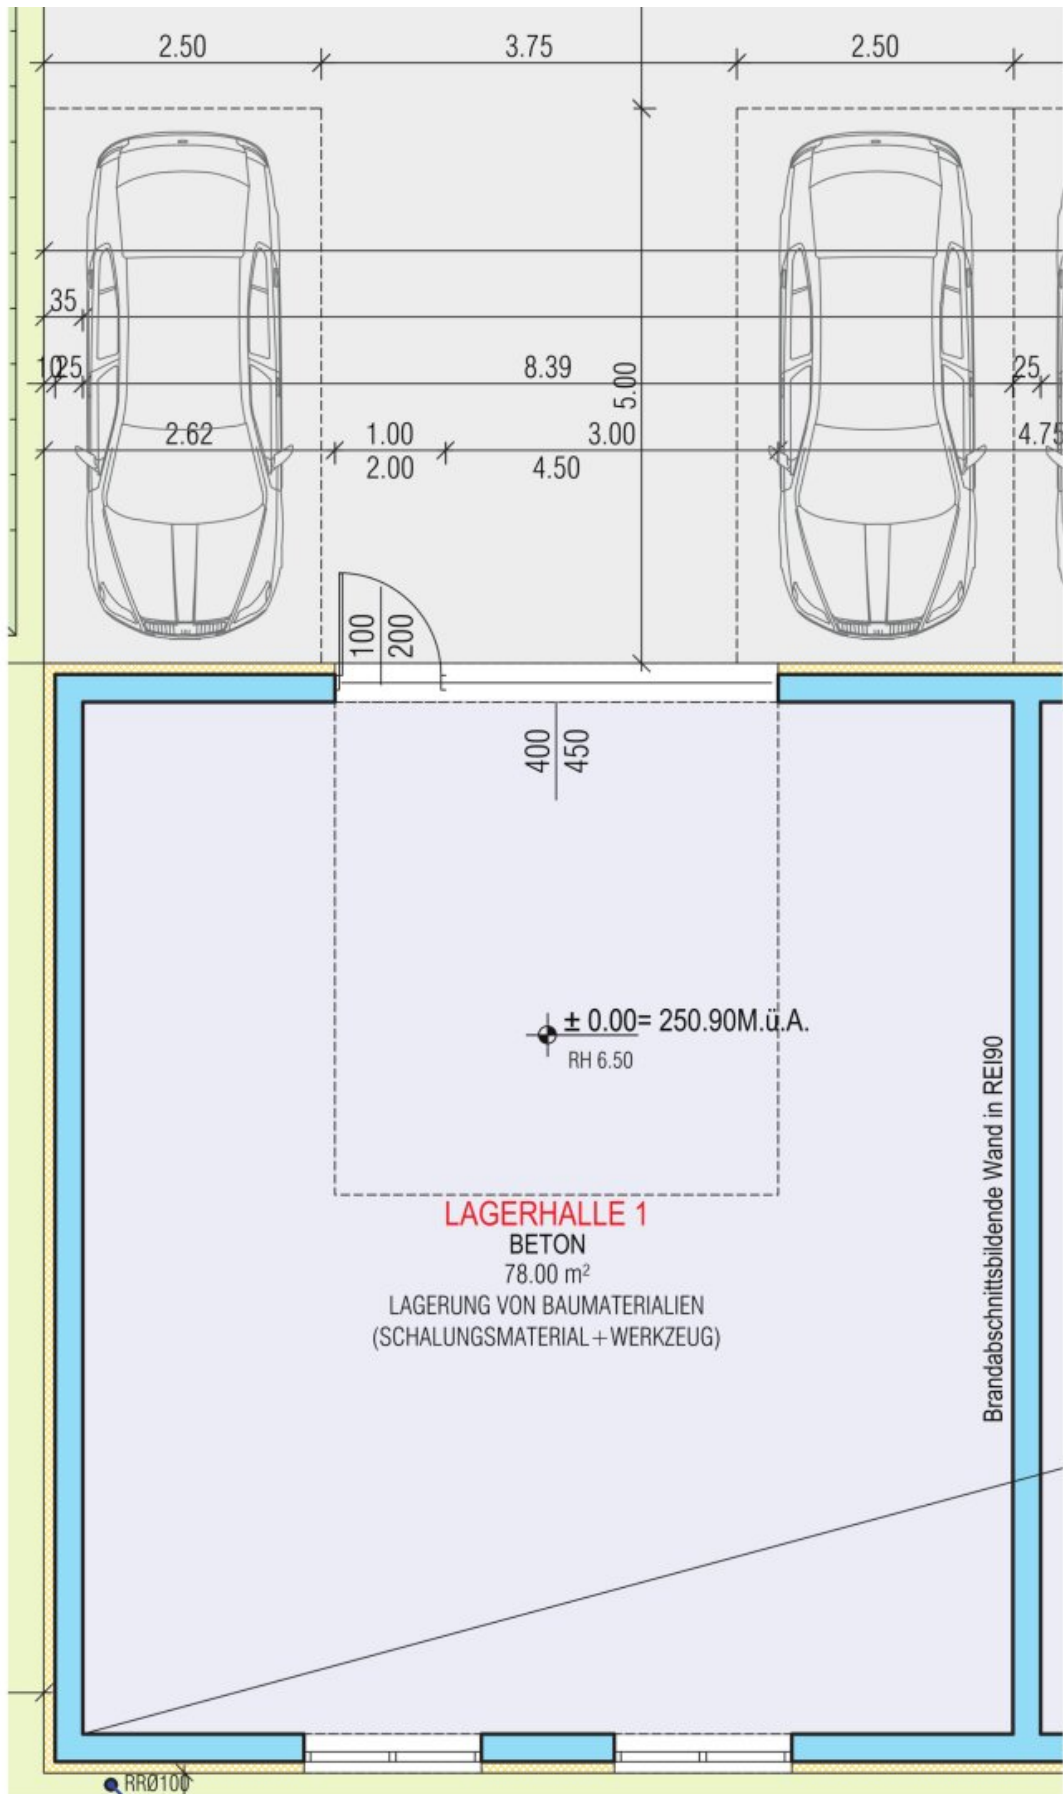 2.50 3.75 2.50
35
10 25 8.39 25
5.00
2.62 1.00 3.00 4.75
2.00 4.50
100
200
400
450
± 0.00= 250.90M.ü.A.
RH 6.50
Brandabschnittsbildende Wand in REI90
LAGERHALLE 1
BETON
78.00 m²
LAGERUNG VON BAUMATERIALIEN
(SCHALUNGSMATERIAL+WERKZEUG)
RRØ100